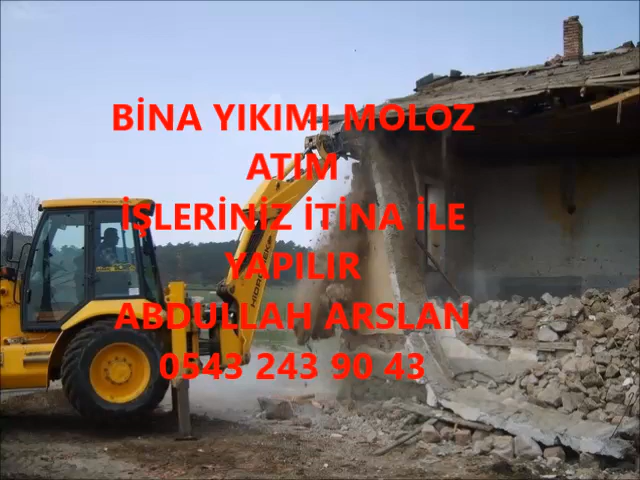 BİNA YIKIMI MOLOZ
ATIM
İŞLERİNİZ İTİNA İLE
YAPILIR
ABDULLAH ARSLAN
0543 243 90 43